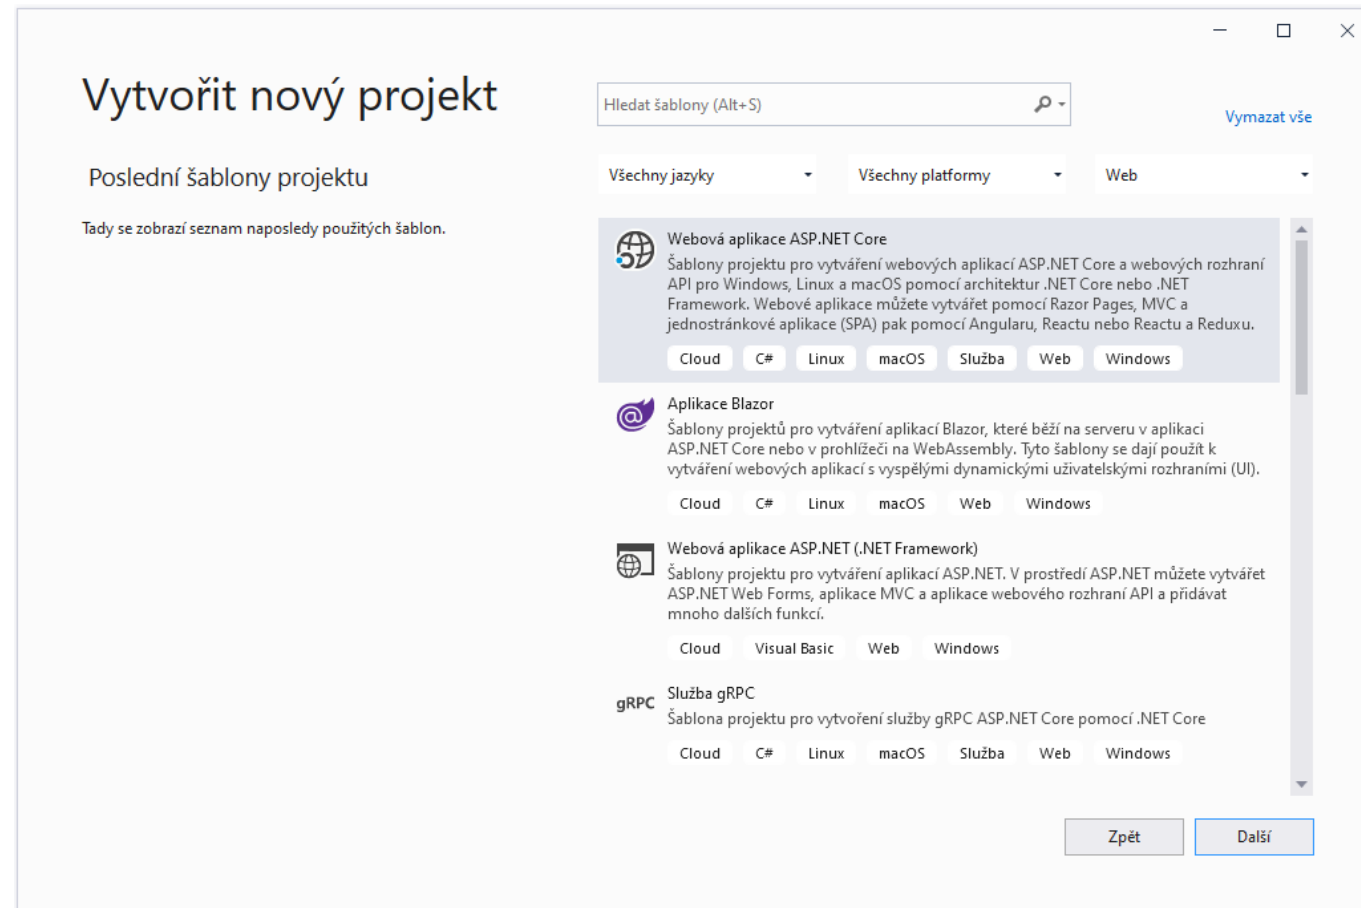 Vytvořit nový projekt
Hledat šablony (Alt+S)
Vymazat vše
Poslední šablony projektu
Všechny jazyky
Všechny platformy
Web
Tady se zobrazí seznam naposledy použitých šablon.
Webová aplikace ASP.NET Core
Šablony projektu pro vytváření webových aplikací ASP.NET Core a webových rozhraní
API pro Windows, Linux a macOS pomocí architektur .NET Core nebo .NET
Framework. Webové aplikace můžete vytvářet pomocí Razor Pages, MVC a
jednostránkové aplikace (SPA) pak pomocí Angularu, Reactu nebo Reactu a Reduxu.
Cloud C# Linux macOS Služba Web Windows
Aplikace Blazor
Šablony projektů pro vytváření aplikací Blazor, které běží na serveru v aplikaci
ASP.NET Core nebo v prohlížeči na WebAssembly. Tyto šablony se dají použít k
vytváření webových aplikací s vyspělými dynamickými uživatelskými rozhraními (UI).
Cloud C# Linux macOS Web Windows
Webová aplikace ASP.NET (.NET Framework)
Šablony projektu pro vytváření aplikací ASP.NET. V prostředí ASP.NET můžete vytvářet
ASP.NET Web Forms, aplikace MVC a aplikace webového rozhraní API a přidávat
mnoho dalších funkcí.
Cloud Visual Basic Web Windows
gRPC
Služba gRPC
Šablona projektu pro vytvoření služby gRPC ASP.NET Core pomocí .NET Core
Cloud C# Linux macOS Služba Web Windows
Zpět
Další